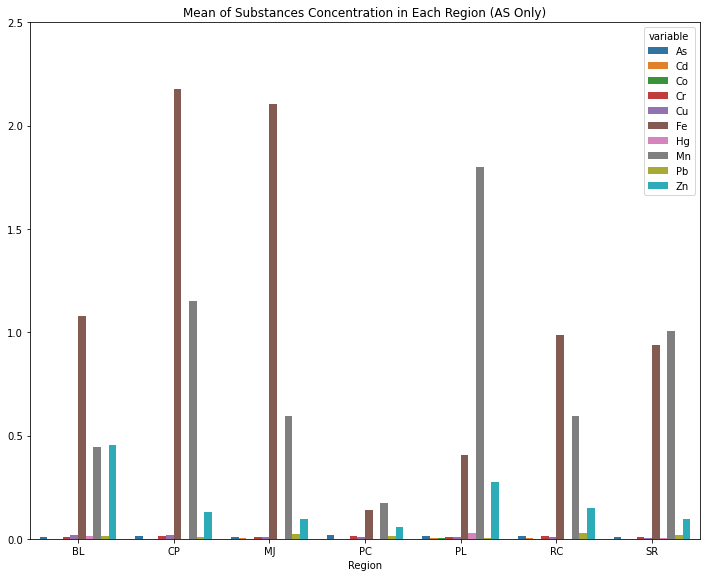 Mean of Substances Concentration in Each Region (AS Only)
2.5
2.0
1.5
1.0
0.5
0.0
variable
As
Cd
Co
Cr
Cu
Fe
Hg
Mn
Pb
Zn
BL CP MJ PC PL RC SR
Region